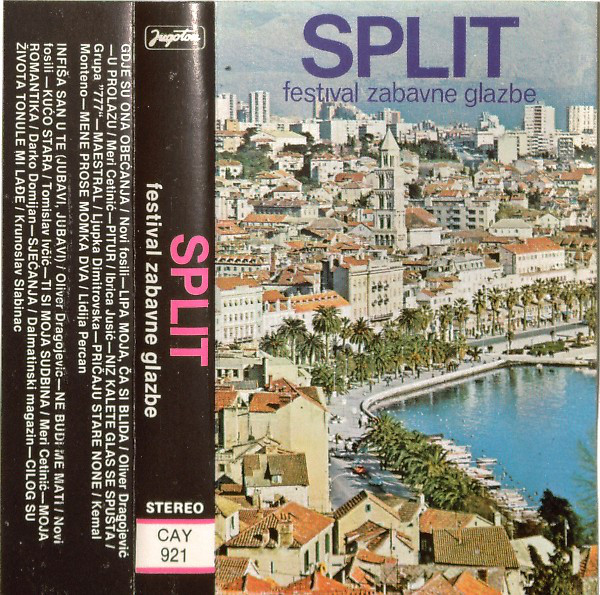 SPLIT
festival zabavne glazbe
Jugoton
SPLIT
festival zabavne glazbe
STEREO
CAY
921
GDJE SU ONA OBEĆANJA / Novi fosili—LIPA MOJA, ČA SI BLIDA / Oliver Dragojević
—U PROLAZU / Meri Cetinić—PITUR / Ibrica Jusić—NIZ KALETE GLAS SE SPUSTA /
Grupa "777"—MAESTRAL / Ljupka Dimitrovska—PRIČAJU STARE NONE / Kemal
Monteno—MENE PROSE MOMKA DVA / Lidija Percan
INFIŠA SAN U TE (JUBAVI, JUBAVI) / Oliver Dragojević—NE BUDI ME MATI / Novi
fosili—KUĆO STARA / Tomislav Ivčić—TI SI MOJA SUDBINA / Meri Cetinić—MOJA
ROMANTIKA / Darko Domijan—SJEĆANJA / Dalmatinski magazin—CILOG SU
ŽIVOTA TONULE MI LAĐE / Krunoslav Slabinac